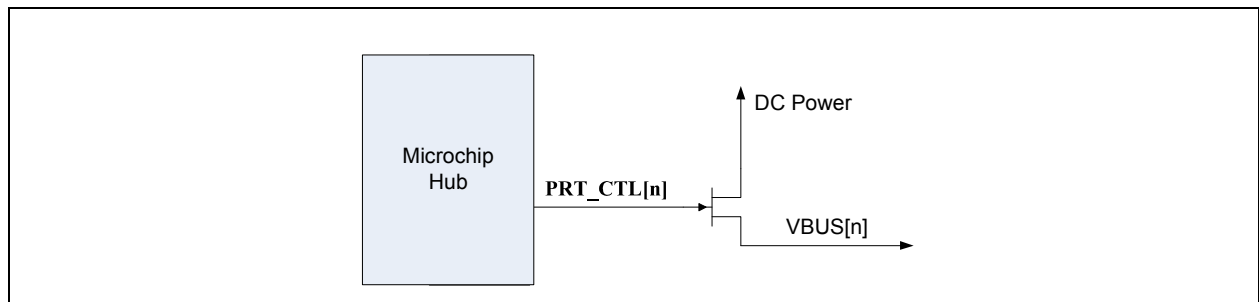 Microchip
Hub
PRT_CTL[n]
DC Power
VBUS[n]